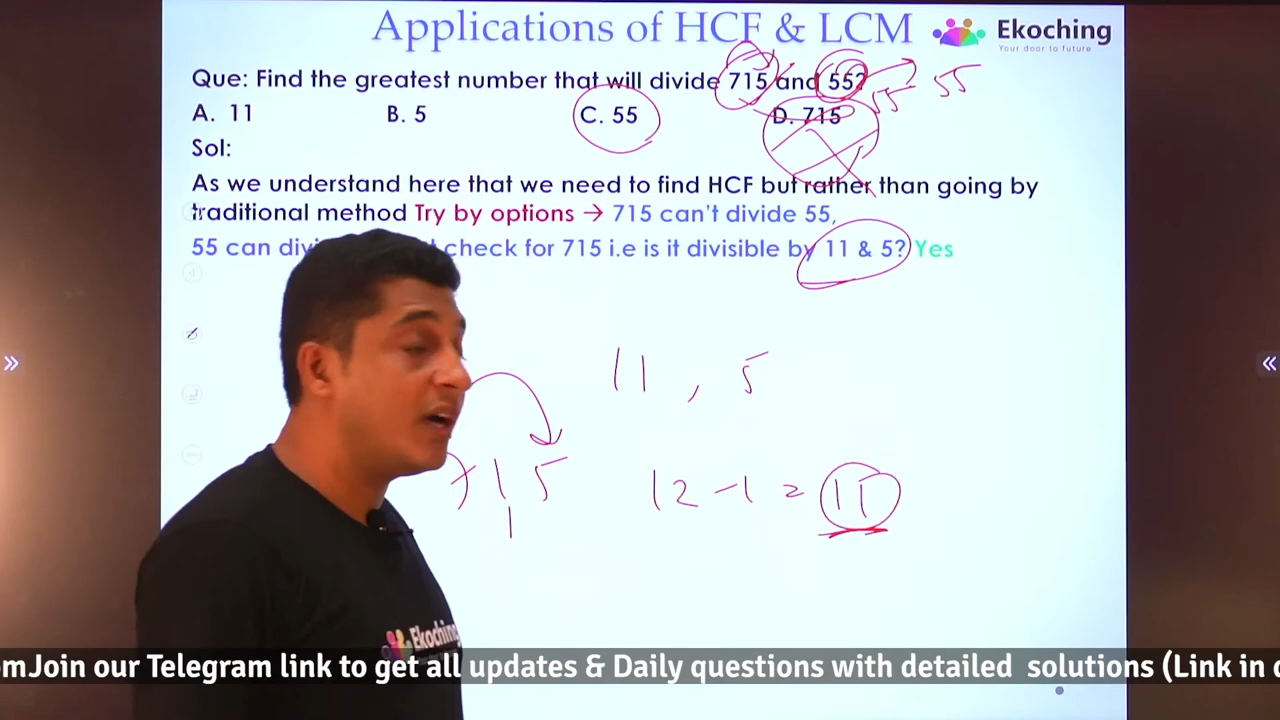 Applications of HCF & LCM
Ekoching
Your door to future
Que: Find the greatest number that will divide 715 and 55?
55 55
A. 11 B. 5 C. 55 D. 715
Sol:
As we understand here that we need to find HCF but rather than going by
traditional method Try by options → 715 can't divide 55,
55 can check for 715 i.e is it divisible by 11 & 5? Yes
11 , 5
715 12 - 1 = 11
1
Ekoching
Join our Telegram link to get all updates & Daily questions with detailed solutions (Link in